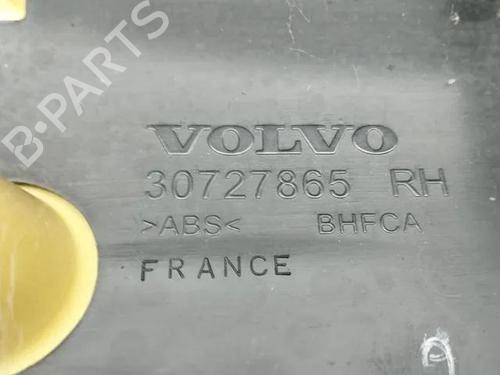 B-PARTS
VOLVO
30727865 RH
>ABS< BHFCA
FRANCE